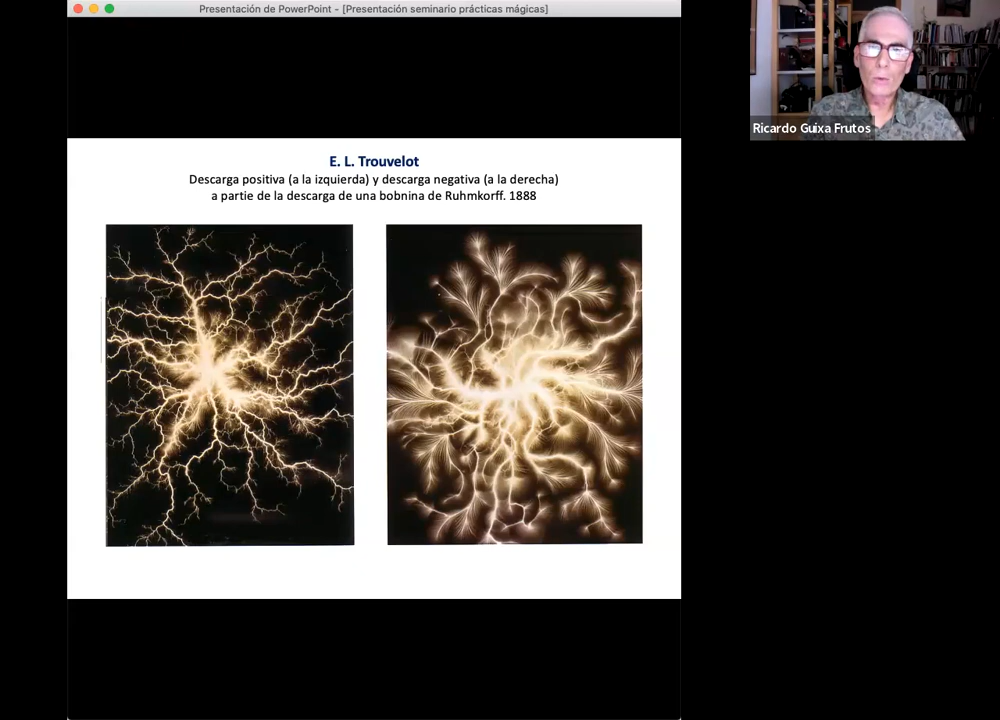 Presentación de PowerPoint - [Presentación seminario prácticas mágicas]
Ricardo Guixa Frutos
E. L. Trouvelot
Descarga positiva (a la izquierda) y descarga negativa (a la derecha)
a partie de la descarga de una bobnina de Ruhmkorff. 1888